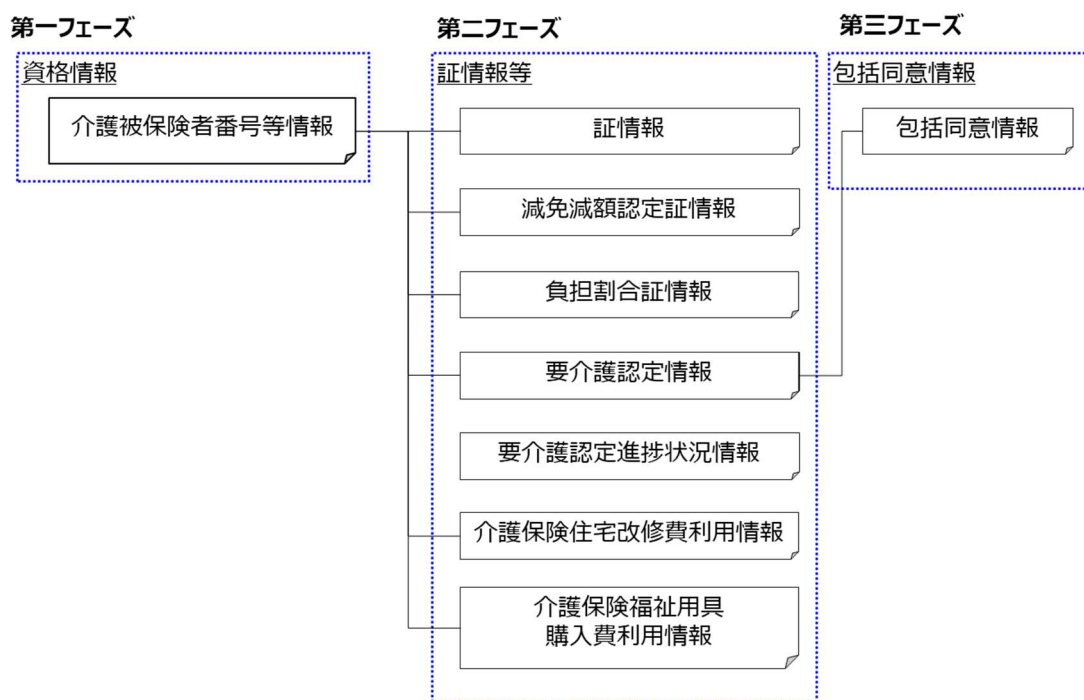 第一フェーズ
資格情報
介護被保険者番号等情報
第二フェーズ
証情報等
証情報
減免減額認定証情報
負担割合証情報
要介護認定情報
要介護認定進捗状況情報
介護保険住宅改修費利用情報
介護保険福祉用具
購入費利用情報
第三フェーズ
包括同意情報
包括同意情報